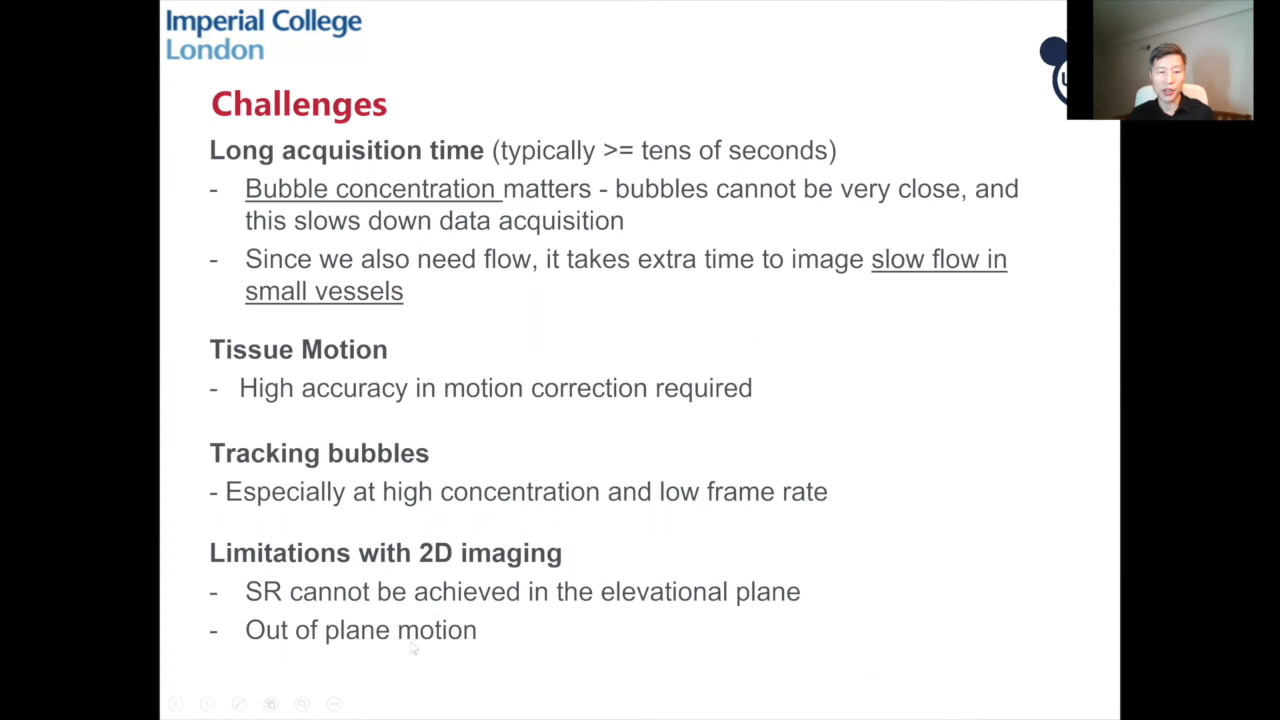 Imperial College
London
Challenges
Long acquisition time (typically >= tens of seconds)
- Bubble concentration matters - bubbles cannot be very close, and
this slows down data acquisition
- Since we also need flow, it takes extra time to image slow flow in
small vessels
Tissue Motion
- High accuracy in motion correction required
Tracking bubbles
- Especially at high concentration and low frame rate
Limitations with 2D imaging
- SR cannot be achieved in the elevational plane
- Out of plane motion